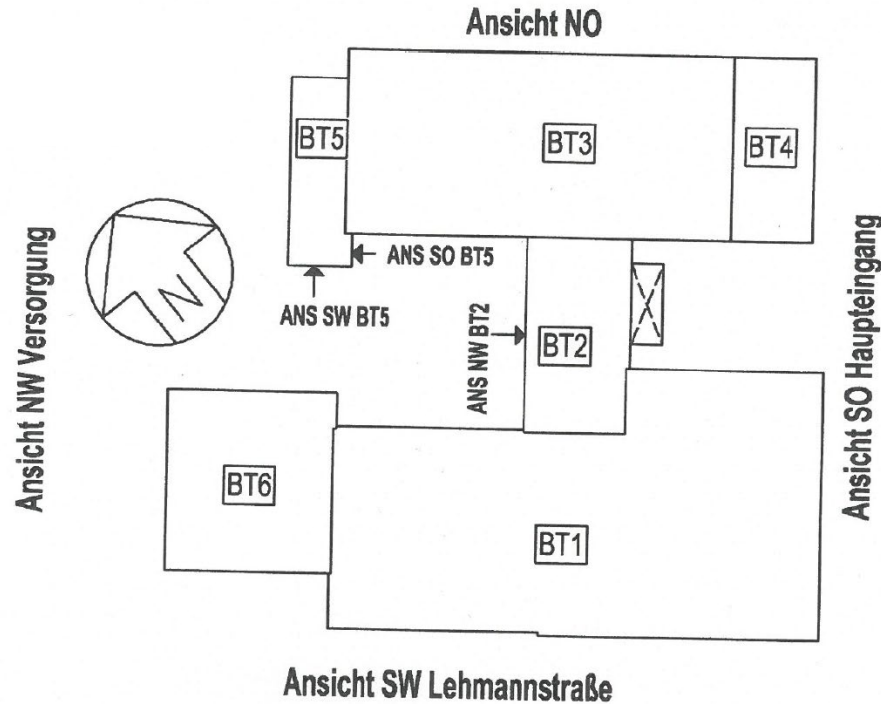 Ansicht NO
BT5
BT3
BT4
ANS SO BT5
ANS SW BT5
N
ANS NW BT2
BT2
Ansicht NW Versorgung
Ansicht SO Haupteingang
BT6
BT1
Ansicht SW Lehmannstraße